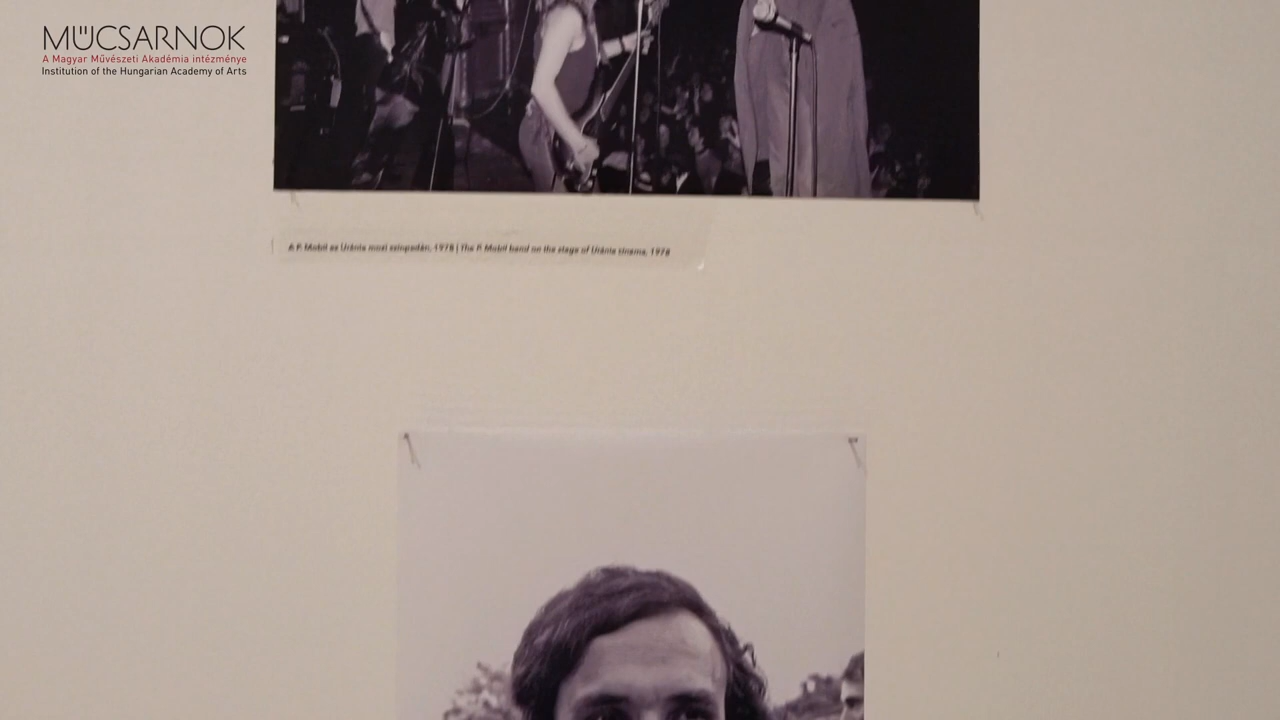 MŰCSARNOK
A Magyar Művészeti Akadémia intézménye
Institution of the Hungarian Academy of Arts
A P. Mobil az Uránia mozi színpadán, 1978 | The P. Mobil band on the stage of Uránia cinema, 1978